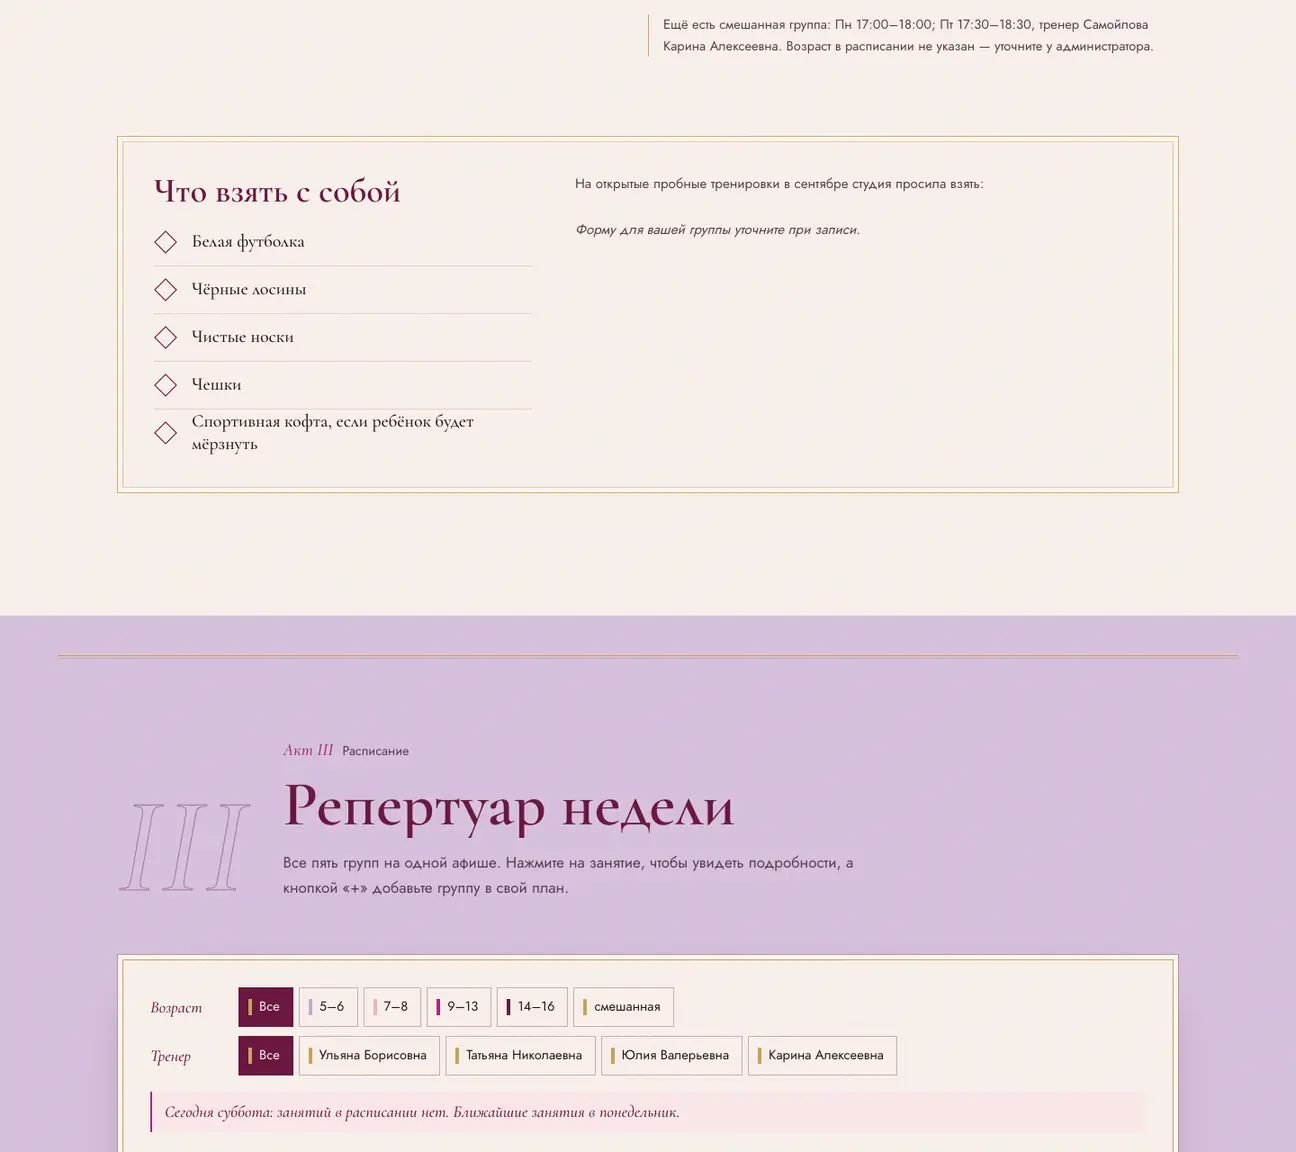 Ещё есть смешанная группа: Пн 17:00–18:00; Пт 17:30–18:30, тренер Самойлова
Карина Алексеевна. Возраст в расписании не указан — уточните у администратора.
Что взять с собой
Белая футболка
Чёрные лосины
Чистые носки
Чешки
Спортивная кофта, если ребёнок будет
мёрзнуть
На открытые пробные тренировки в сентябре студия просила взять:
Форму для вашей группы уточните при записи.
III
Акт III Расписание
Репертуар недели
Все пять групп на одной афише. Нажмите на занятие, чтобы увидеть подробности, а
кнопкой «+» добавьте группу в свой план.
Возраст Все 5–6 7–8 9–13 14–16 смешанная
Тренер Все Ульяна Борисовна Татьяна Николаевна Юлия Валерьевна Карина Алексеевна
Сегодня суббота: занятий в расписании нет. Ближайшие занятия в понедельник.